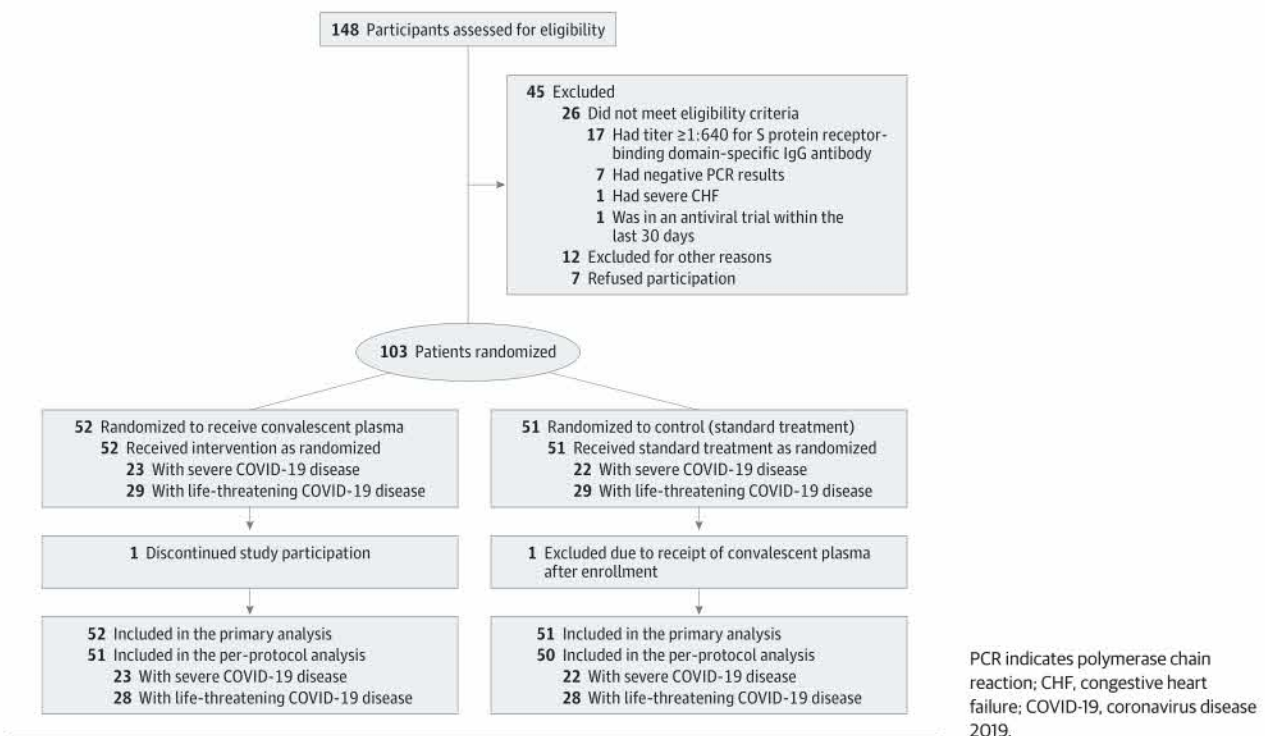 148 Participants assessed for eligibility
45 Excluded
26 Did not meet eligibility criteria
17 Had titer ≥1:640 for S protein receptor-
binding domain-specific IgG antibody
7 Had negative PCR results
1 Had severe CHF
1 Was in an antiviral trial within the
last 30 days
12 Excluded for other reasons
7 Refused participation
103 Patients randomized
52 Randomized to receive convalescent plasma
52 Received intervention as randomized
23 With severe COVID-19 disease
29 With life-threatening COVID-19 disease
51 Randomized to control (standard treatment)
51 Received standard treatment as randomized
22 With severe COVID-19 disease
29 With life-threatening COVID-19 disease
1 Discontinued study participation
1 Excluded due to receipt of convalescent plasma
after enrollment
52 Included in the primary analysis
51 Included in the per-protocol analysis
23 With severe COVID-19 disease
28 With life-threatening COVID-19 disease
51 Included in the primary analysis
50 Included in the per-protocol analysis
22 With severe COVID-19 disease
28 With life-threatening COVID-19 disease
PCR indicates polymerase chain
reaction; CHF, congestive heart
failure; COVID-19, coronavirus disease
2019.